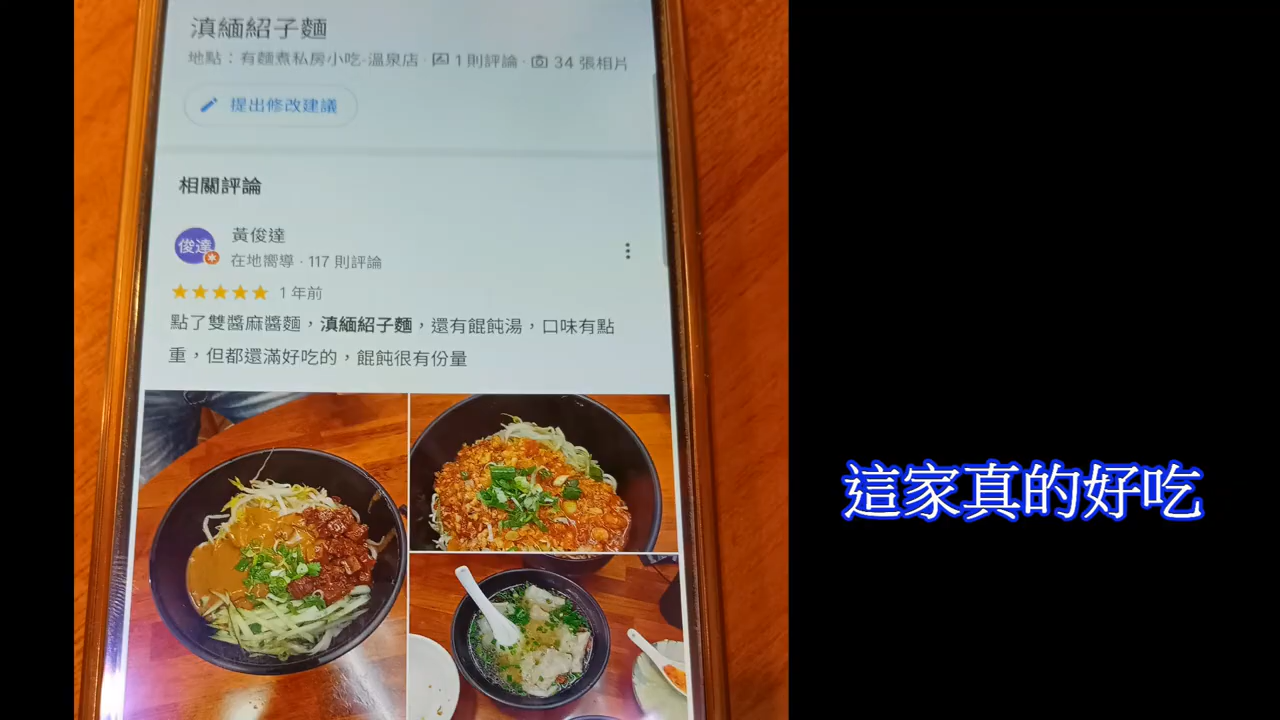 滇緬紹子麵
地點：有麵煮私房小吃-溫泉店 · 1 則評論 · 34 張相片
提出修改建議
相關評論
俊達
黃俊達
在地嚮導 · 117 則評論
1 年前
點了雙醬麻醬麵，滇緬紹子麵，還有餛飩湯，口味有點
重，但都還滿好吃的，餛飩很有份量
這家真的好吃